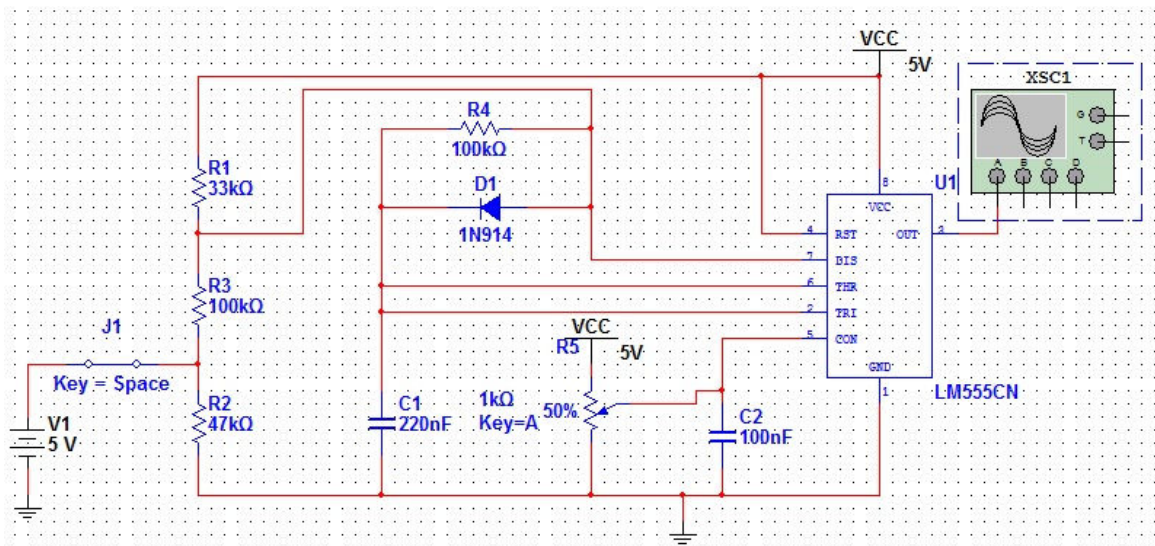 VCC
5V
XSC1
G
T
A B C D
R4
100kΩ
D1
1N914
R1
33kΩ
U1
8
VCC
4 RST OUT 3
7 DIS
6 THR
2 TRI
5 CON
GND
1
LM555CN
R3
100kΩ
J1
Key = Space
VCC
5V
R5
1kΩ
50%
Key=A
C1
220nF
R2
47kΩ
V1
5 V
C2
100nF